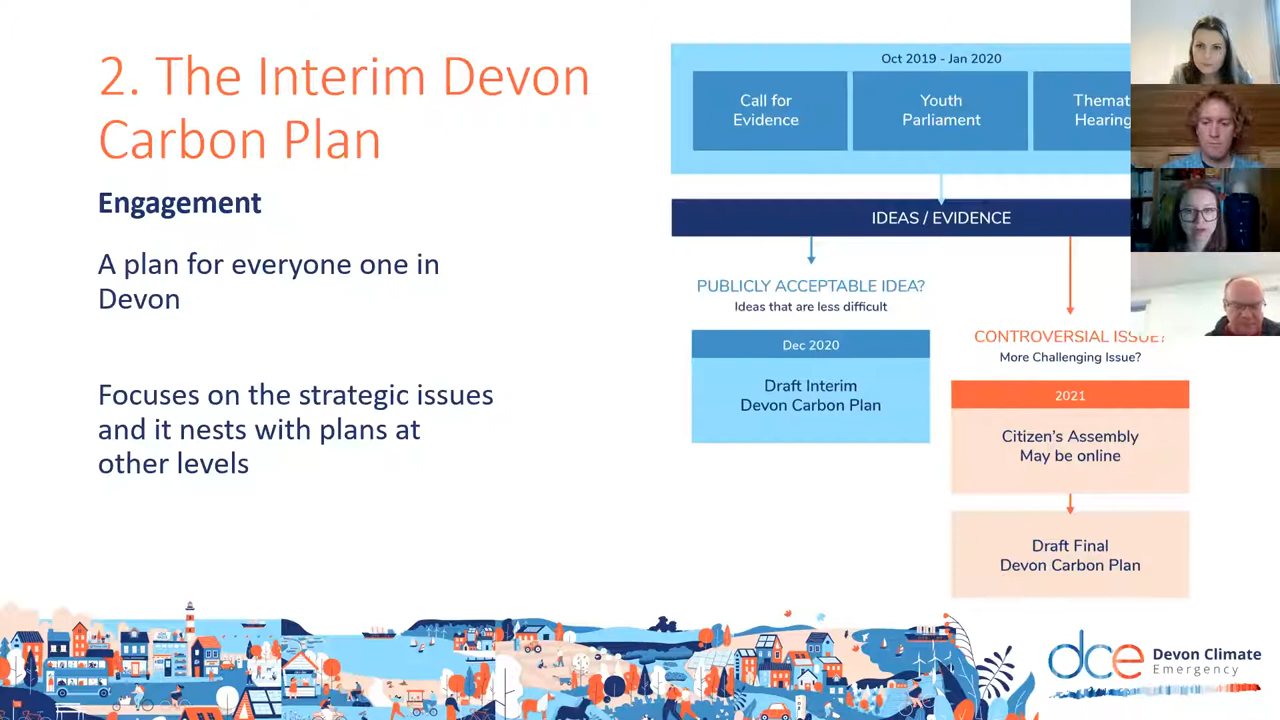 2. The Interim Devon
Carbon Plan
Engagement
A plan for everyone one in
Devon
Focuses on the strategic issues
and it nests with plans at
other levels
Oct 2019 - Jan 2020
Call for
Evidence
Youth
Parliament
IDEAS / EVIDENCE
PUBLICLY ACCEPTABLE IDEA?
Ideas that are less difficult
Dec 2020
Draft Interim
Devon Carbon Plan
CONTROVERSIAL ISSUE?
More Challenging Issue?
2021
Citizen's Assembly
May be online
Draft Final
Devon Carbon Plan
dce Devon Climate
Emergency